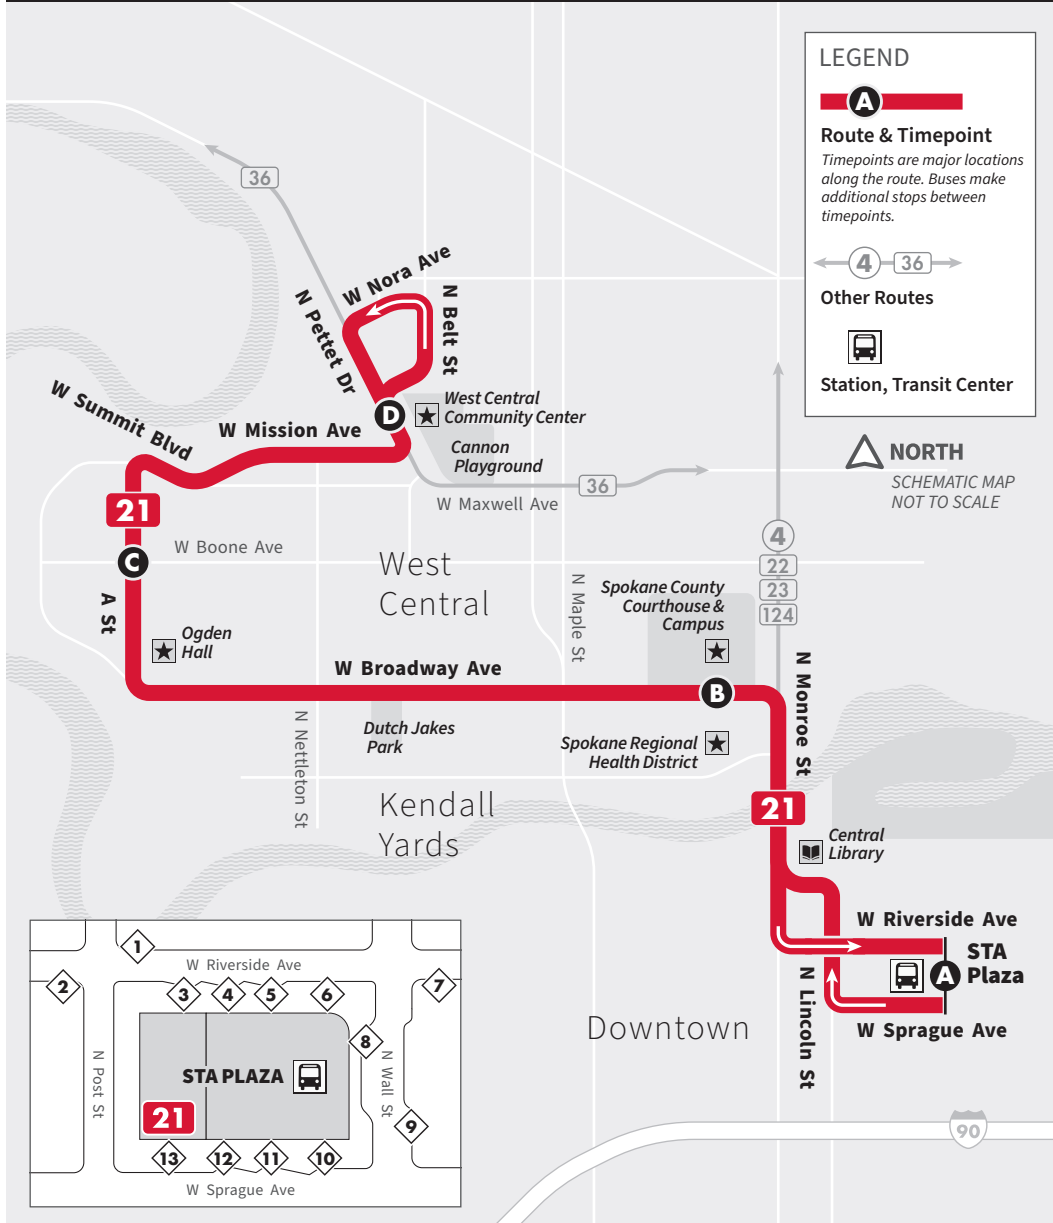 LEGEND
A
Route & Timepoint
Timepoints are major locations
along the route. Buses make
additional stops between
timepoints.
4
36
Other Routes
Station, Transit Center
NORTH
SCHEMATIC MAP
NOT TO SCALE
36
W Nora Ave
N Belt St
N Pettet Dr
D
West Central
Community Center
Cannon
Playground
W Summit Blvd
W Mission Ave
36
W Maxwell Ave
21
C
W Boone Ave
A St
Ogden
Hall
West
Central
N Maple St
4
22
23
124
Spokane County
Courthouse &
Campus
W Broadway Ave
B
N Monroe St
N Nettleton St
Dutch Jakes
Park
Spokane Regional
Health District
Kendall
Yards
21
Central
Library
W Riverside Ave
STA
Plaza
A
W Sprague Ave
N Lincoln St
Downtown
90
1
W Riverside Ave
2
3
4
5
6
7
8
N Post St
STA PLAZA
N Wall St
21
9
13
12
11
10
W Sprague Ave